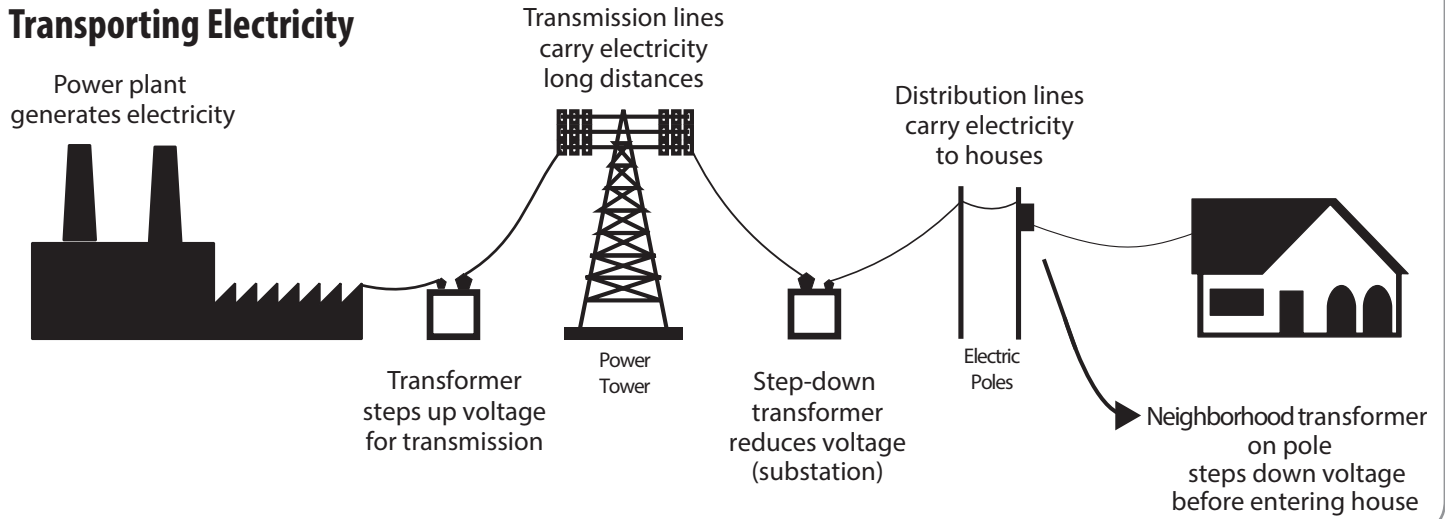 Transporting Electricity
Power plant
generates electricity
Transmission lines
carry electricity
long distances
Distribution lines
carry electricity
to houses
Transformer
steps up voltage
for transmission
Power
Tower
Step-down
transformer
reduces voltage
(substation)
Electric
Poles
Neighborhood transformer
on pole
steps down voltage
before entering house